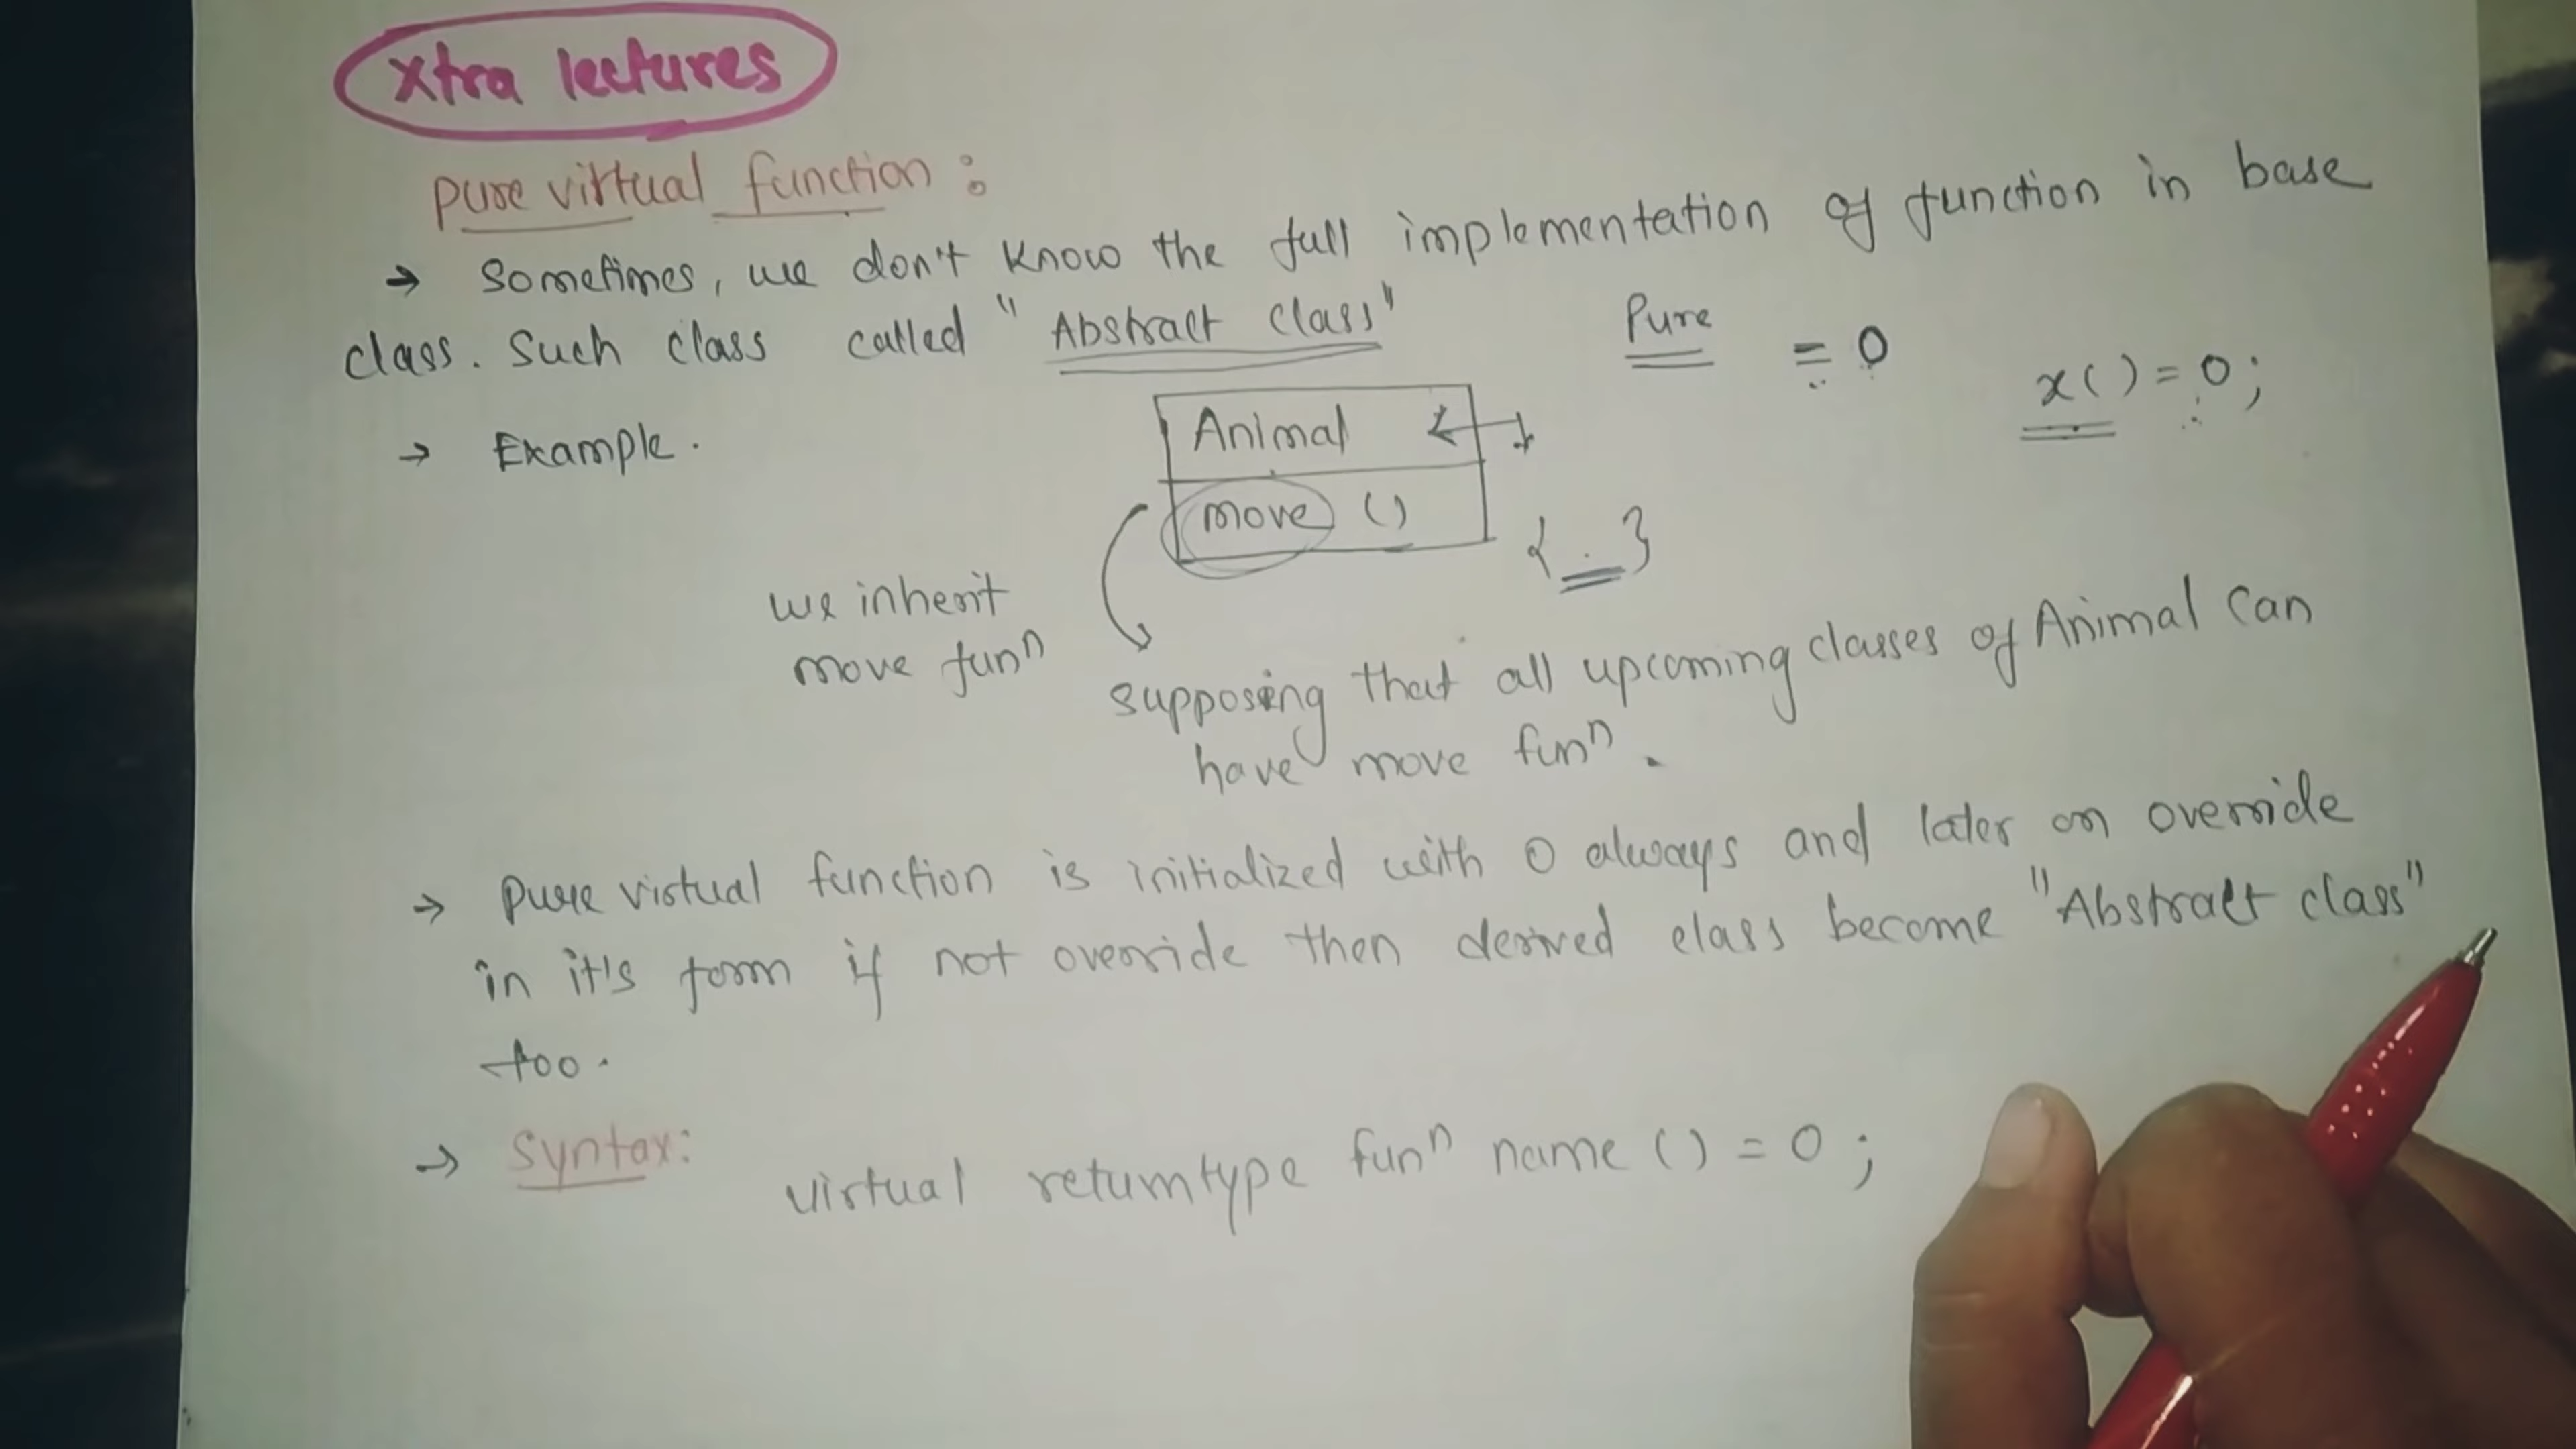 Xtra lectures
Pure virtual function :
→ Sometimes, we don't know the full implementation of function in base
class. Such class called "Abstract class"
Pure = 0
x() = 0;
→ Example.
Animal
move ()
{ . }
we inherit
move funⁿ
supposing that all upcoming classes of Animal can
have move funⁿ.
→ Pure virtual function is initialized with 0 always and later on override
in it's form if not override then derived class become "Abstract class"
too.
→ Syntax: virtual returntype funⁿ name () = 0 ;